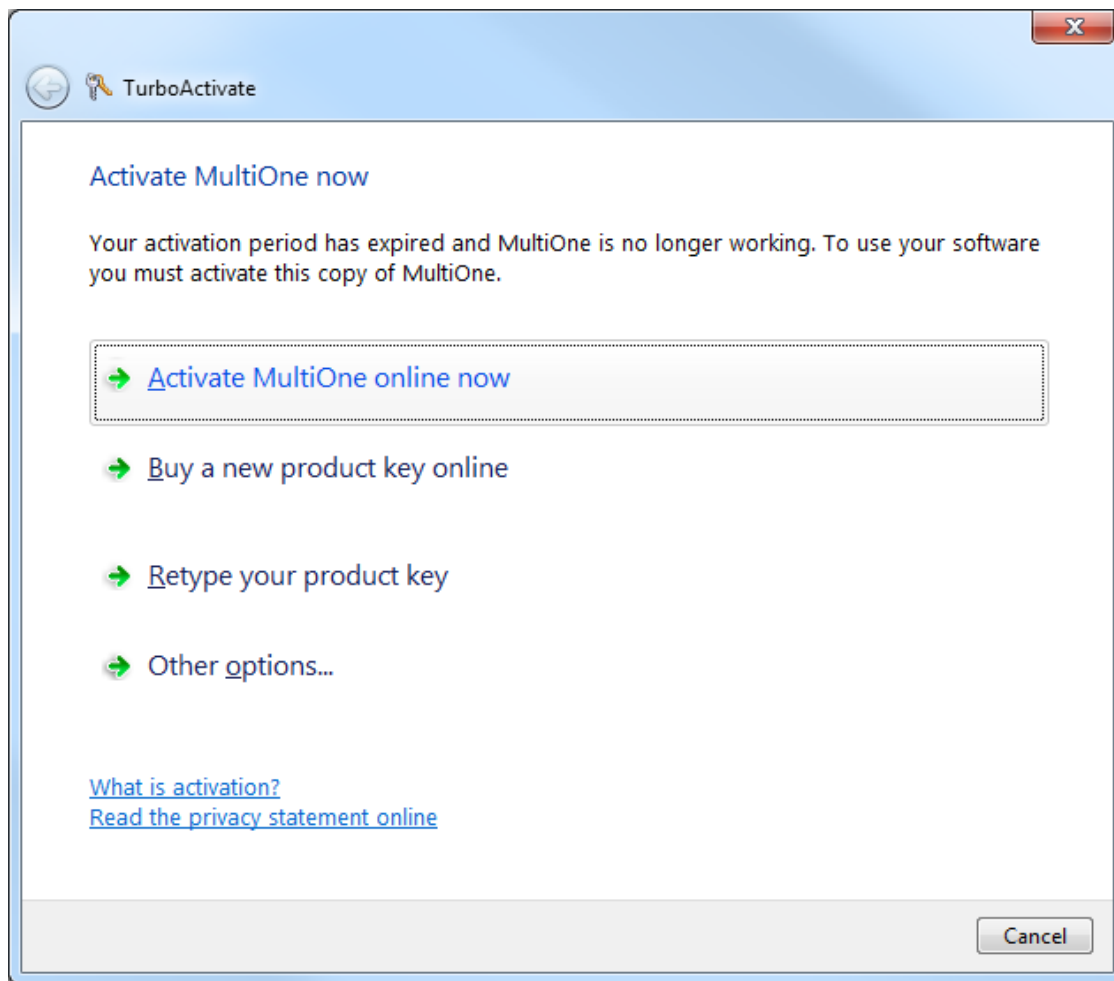 TurboActivate
Activate MultiOne now
Your activation period has expired and MultiOne is no longer working. To use your software
you must activate this copy of MultiOne.
Activate MultiOne online now
Buy a new product key online
Retype your product key
Other options...
What is activation?
Read the privacy statement online
Cancel